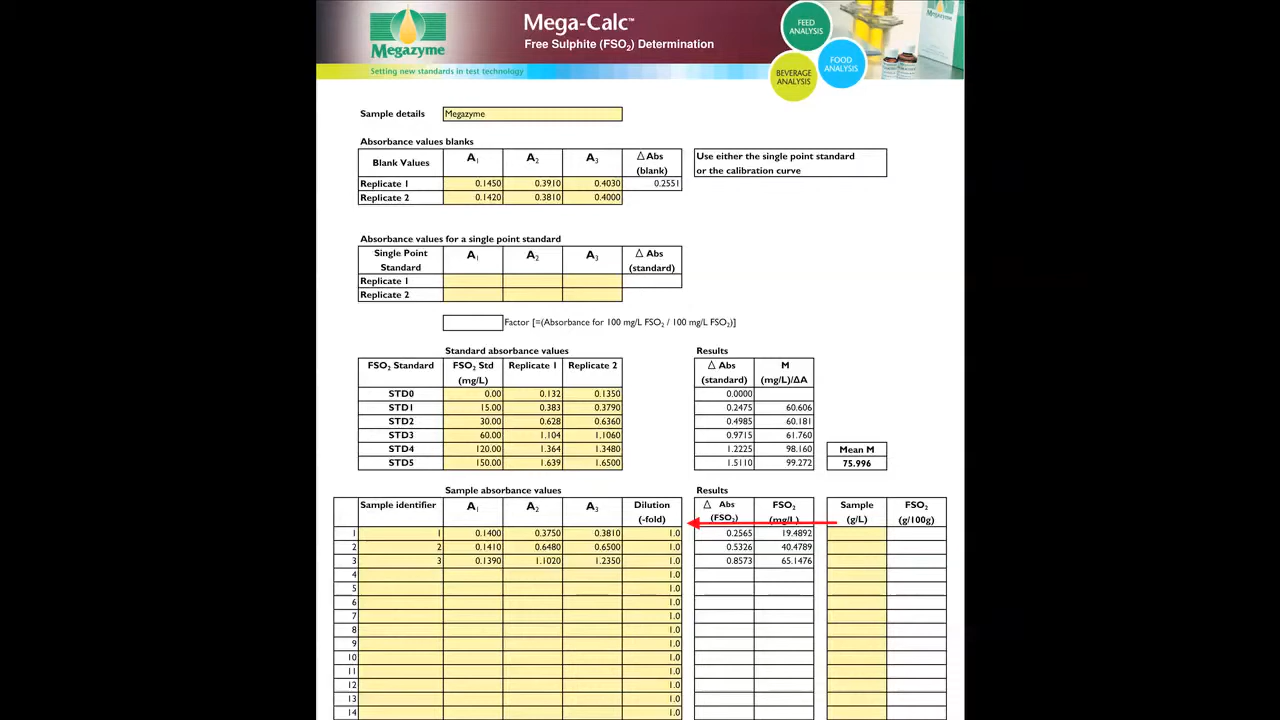 Megazyme
Setting new standards in test technology
Mega-Calc™
Free Sulphite (FSO2) Determination
FEED
ANALYSIS
FOOD
ANALYSIS
BEVERAGE
ANALYSIS
Sample details Megazyme
Absorbance values blanks
Blank Values A1 A2 A3 △ Abs (blank)
Replicate 1 0.1450 0.3910 0.4030 0.2551
Replicate 2 0.1420 0.3810 0.4000
Use either the single point standard
or the calibration curve
Absorbance values for a single point standard
Single Point Standard A1 A2 A3 △ Abs (standard)
Replicate 1
Replicate 2
Factor [=(Absorbance for 100 mg/L FSO2 / 100 mg/L FSO2)]
Standard absorbance values Results
FSO2 Standard FSO2 Std (mg/L) Replicate 1 Replicate 2 △ Abs (standard) M (mg/L)/ΔA
STD0 0.00 0.132 0.1350 0.0000
STD1 15.00 0.383 0.3790 0.2475 60.606
STD2 30.00 0.628 0.6360 0.4985 60.181
STD3 60.00 1.104 1.1060 0.9715 61.760
STD4 120.00 1.364 1.3480 1.2225 98.160 Mean M
STD5 150.00 1.639 1.6500 1.5110 99.272 75.996
Sample absorbance values Results
Sample identifier A1 A2 A3 Dilution (-fold) △ Abs (FSO2) FSO2 (mg/L) Sample (g/L) FSO2 (g/100g)
1 1 0.1400 0.3750 0.3810 1.0 0.2565 19.4892
2 2 0.1410 0.6480 0.6500 1.0 0.5326 40.4789
3 3 0.1390 1.1020 1.2350 1.0 0.8573 65.1476
4 1.0
5 1.0
6 1.0
7 1.0
8 1.0
9 1.0
10 1.0
11 1.0
12 1.0
13 1.0
14 1.0